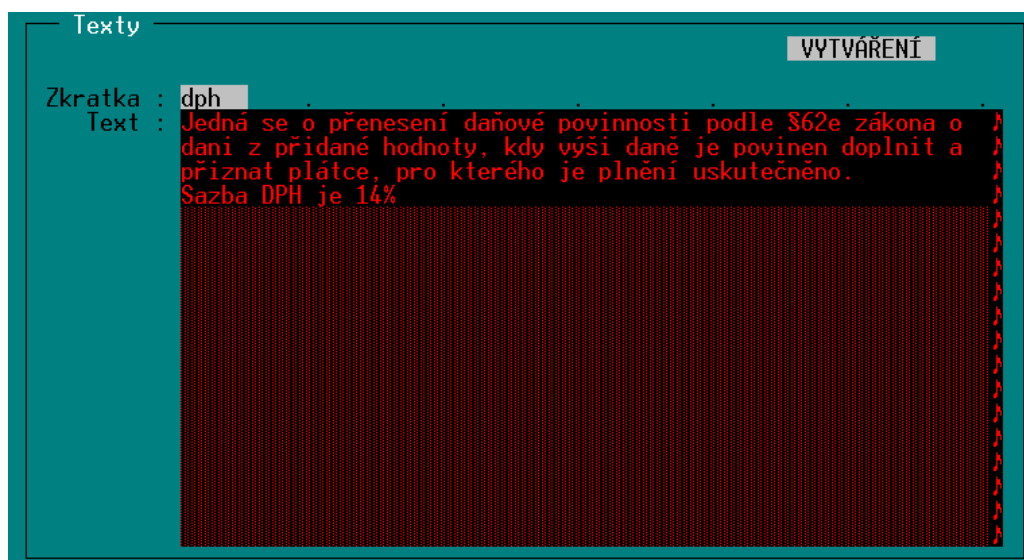 Texty
VYTVÁŘENÍ
Zkratka : dph
Text : Jedná se o přenesení daňové povinnosti podle §62e zákona o
dani z přidané hodnoty, kdy výši daně je povinen doplnit a
přiznat plátce, pro kterého je plnění uskutečněno.
Sazba DPH je 14%